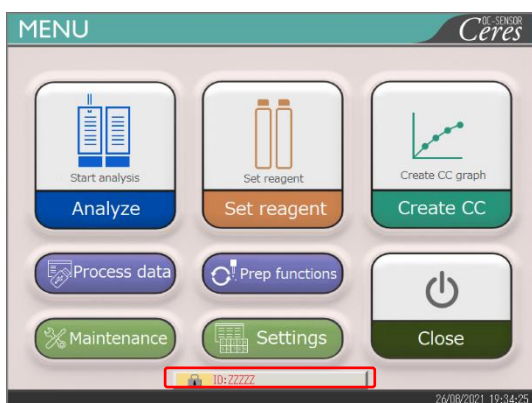 MENU
OC-SENSOR
Ceres
Start analysis
Analyze
Set reagent
Set reagent
Create CC graph
Create CC
Process data
Prep functions
Maintenance
Settings
Close
ID:ZZZZZ
26/08/2021 19:34:25